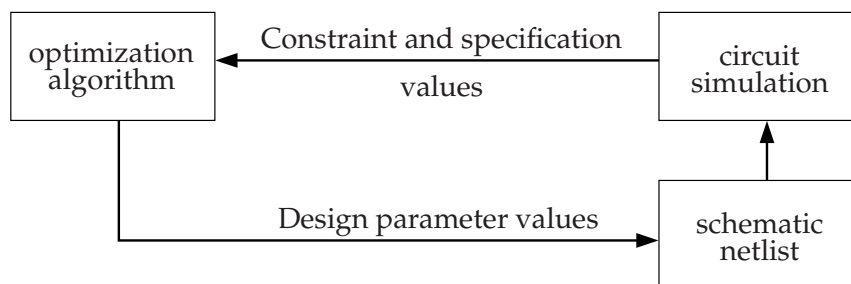 optimization
algorithm
Constraint and specification
values
circuit
simulation
Design parameter values
schematic
netlist